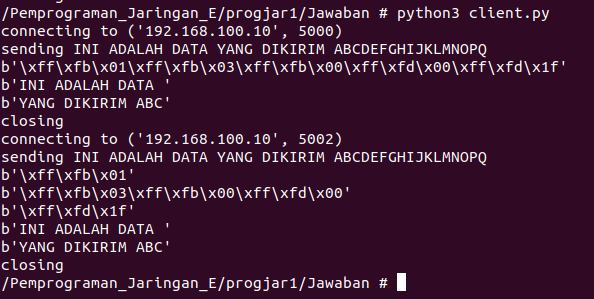 /Pemprograman_Jaringan_E/progjar1/Jawaban # python3 client.py
connecting to ('192.168.100.10', 5000)
sending INI ADALAH DATA YANG DIKIRIM ABCDEFGHIJKLMNOPQ
b'\xff\xfb\x01\xff\xfb\x03\xff\xfb\x00\xff\xfd\x00\xff\xfd\x1f'
b'INI ADALAH DATA '
b'YANG DIKIRIM ABC'
closing
connecting to ('192.168.100.10', 5002)
sending INI ADALAH DATA YANG DIKIRIM ABCDEFGHIJKLMNOPQ
b'\xff\xfb\x01'
b'\xff\xfb\x03\xff\xfb\x00\xff\xfd\x00'
b'\xff\xfd\x1f'
b'INI ADALAH DATA '
b'YANG DIKIRIM ABC'
closing
/Pemprograman_Jaringan_E/progjar1/Jawaban #